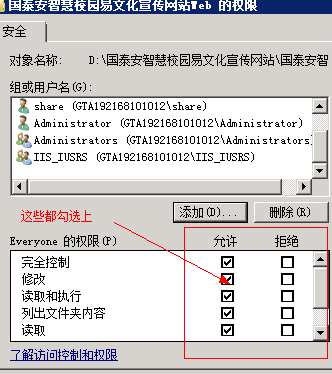 国泰安智慧校园易文化宣传网站Web 的权限
安全
对象名称: D:\国泰安智慧校园易文化宣传网站\国泰安智
组或用户名(G):
share (GTA192168101012\share)
Administrator (GTA192168101012\Administrator)
Administrators (GTA192168101012\Administrators)
IIS_IUSRS (GTA192168101012\IIS_IUSRS)
这些都勾选上
添加(D)... 删除(R)
Everyone 的权限(P) 允许 拒绝
完全控制
修改
读取和执行
列出文件夹内容
读取
了解访问控制和权限